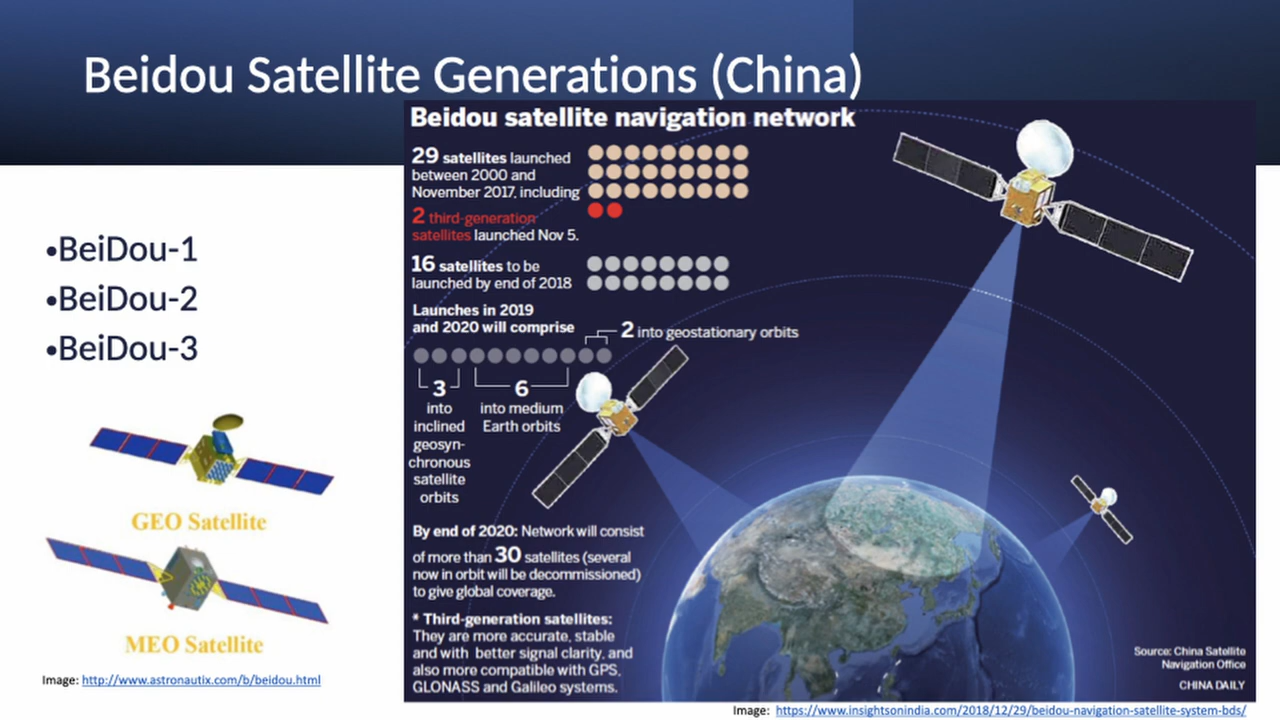 Beidou Satellite Generations (China)
•BeiDou-1
•BeiDou-2
•BeiDou-3
GEO Satellite
MEO Satellite
Image: http://www.astronautix.com/b/beidou.html
Beidou satellite navigation network
29 satellites launched
between 2000 and
November 2017, including
2 third-generation
satellites launched Nov 5.
16 satellites to be
launched by end of 2018
Launches in 2019
and 2020 will comprise
2 into geostationary orbits
3
into
inclined
geosyn-
chronous
satellite
orbits
6
into medium
Earth orbits
By end of 2020: Network will consist
of more than 30 satellites (several
now in orbit will be decommissioned)
to give global coverage.
* Third-generation satellites:
They are more accurate, stable
and with better signal clarity, and
also more compatible with GPS,
GLONASS and Galileo systems.
Source: China Satellite
Navigation Office
CHINA DAILY
Image: https://www.insightsonindia.com/2018/12/29/beidou-navigation-satellite-system-bds/